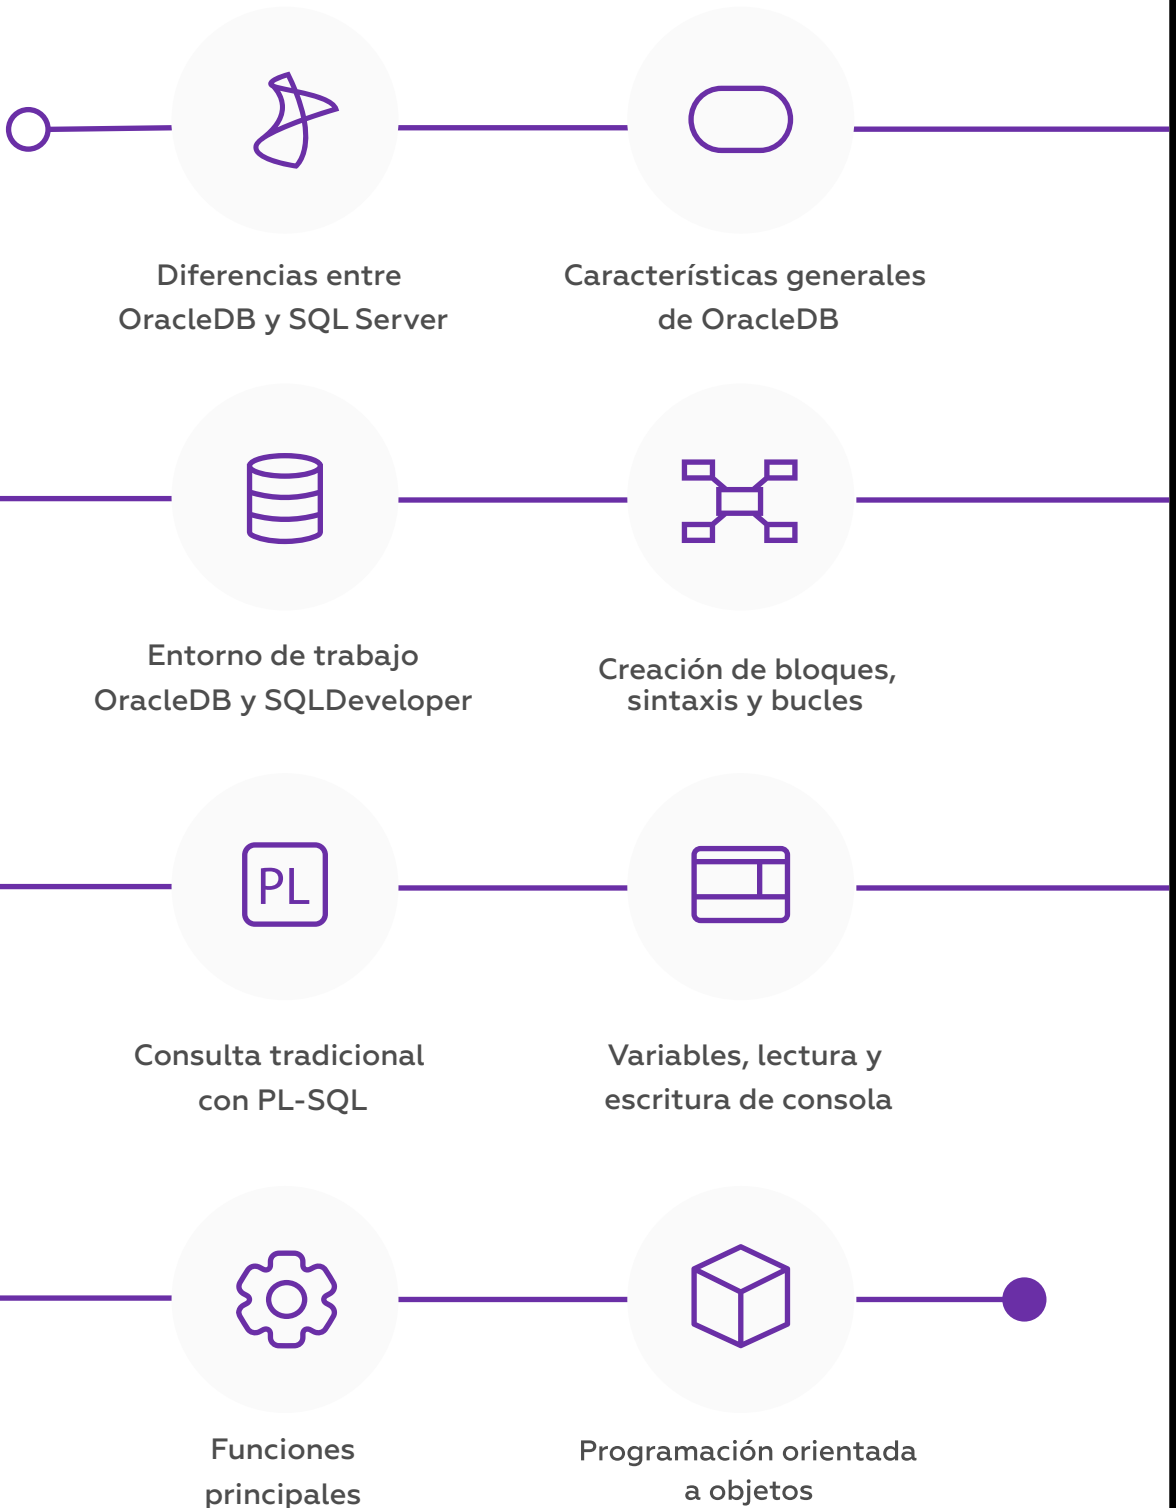 Diferencias entre
OracleDB y SQL Server
Características generales
de OracleDB
Entorno de trabajo
OracleDB y SQLDeveloper
Creación de bloques,
sintaxis y bucles
PL
Consulta tradicional
con PL-SQL
Variables, lectura y
escritura de consola
Funciones
principales
Programación orientada
a objetos